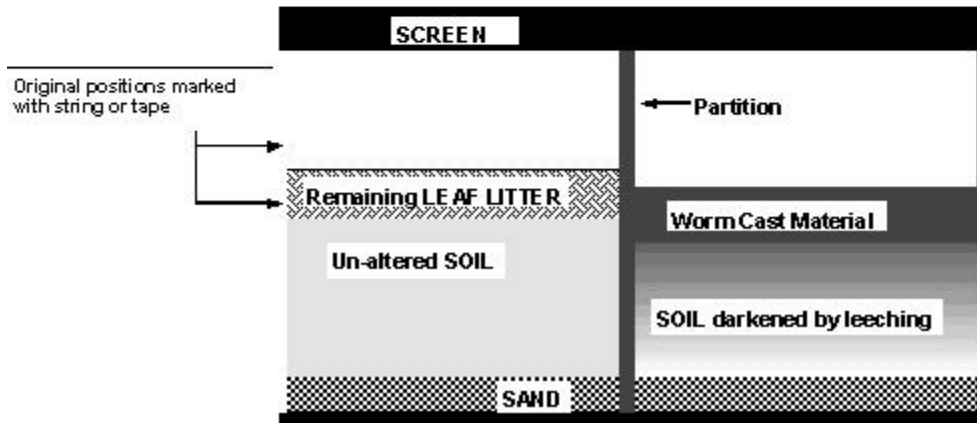 SCREEN
Original positions marked
with string or tape
Partition
Remaining LEAF LITTER
Worm Cast Material
Un-altered SOIL
SOIL darkened by leeching
SAND